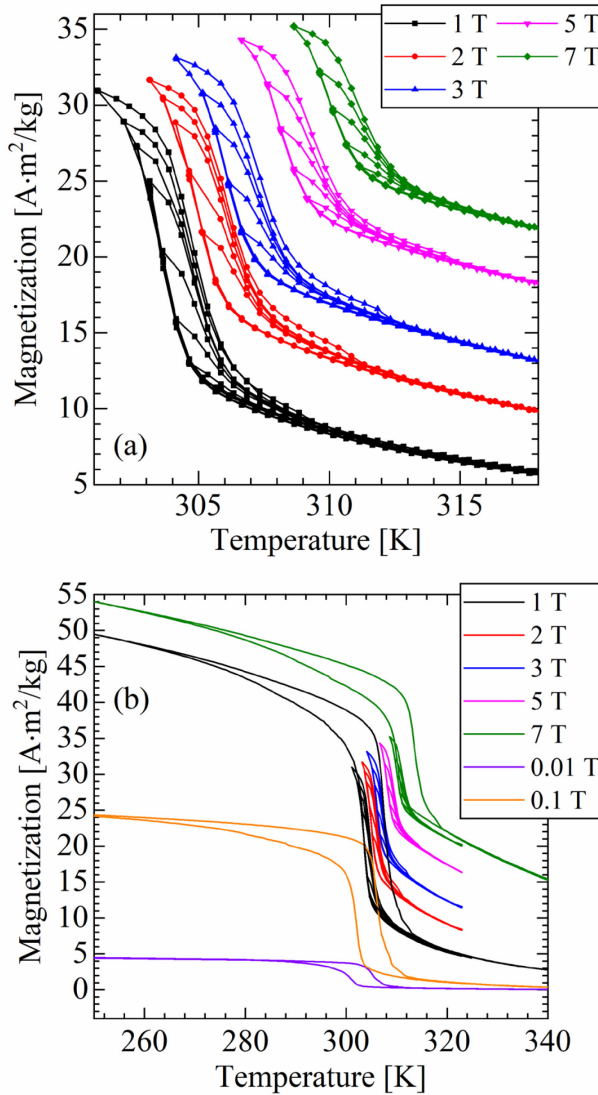 35
30
25
20
15
10
5
Magnetization [A·m²/kg]
1 T
5 T
2 T
7 T
3 T
(a)
305
310
315
Temperature [K]
55
50
45
40
35
30
25
20
15
10
5
0
Magnetization [A·m²/kg]
(b)
1 T
2 T
3 T
5 T
7 T
0.01 T
0.1 T
260
280
300
320
340
Temperature [K]